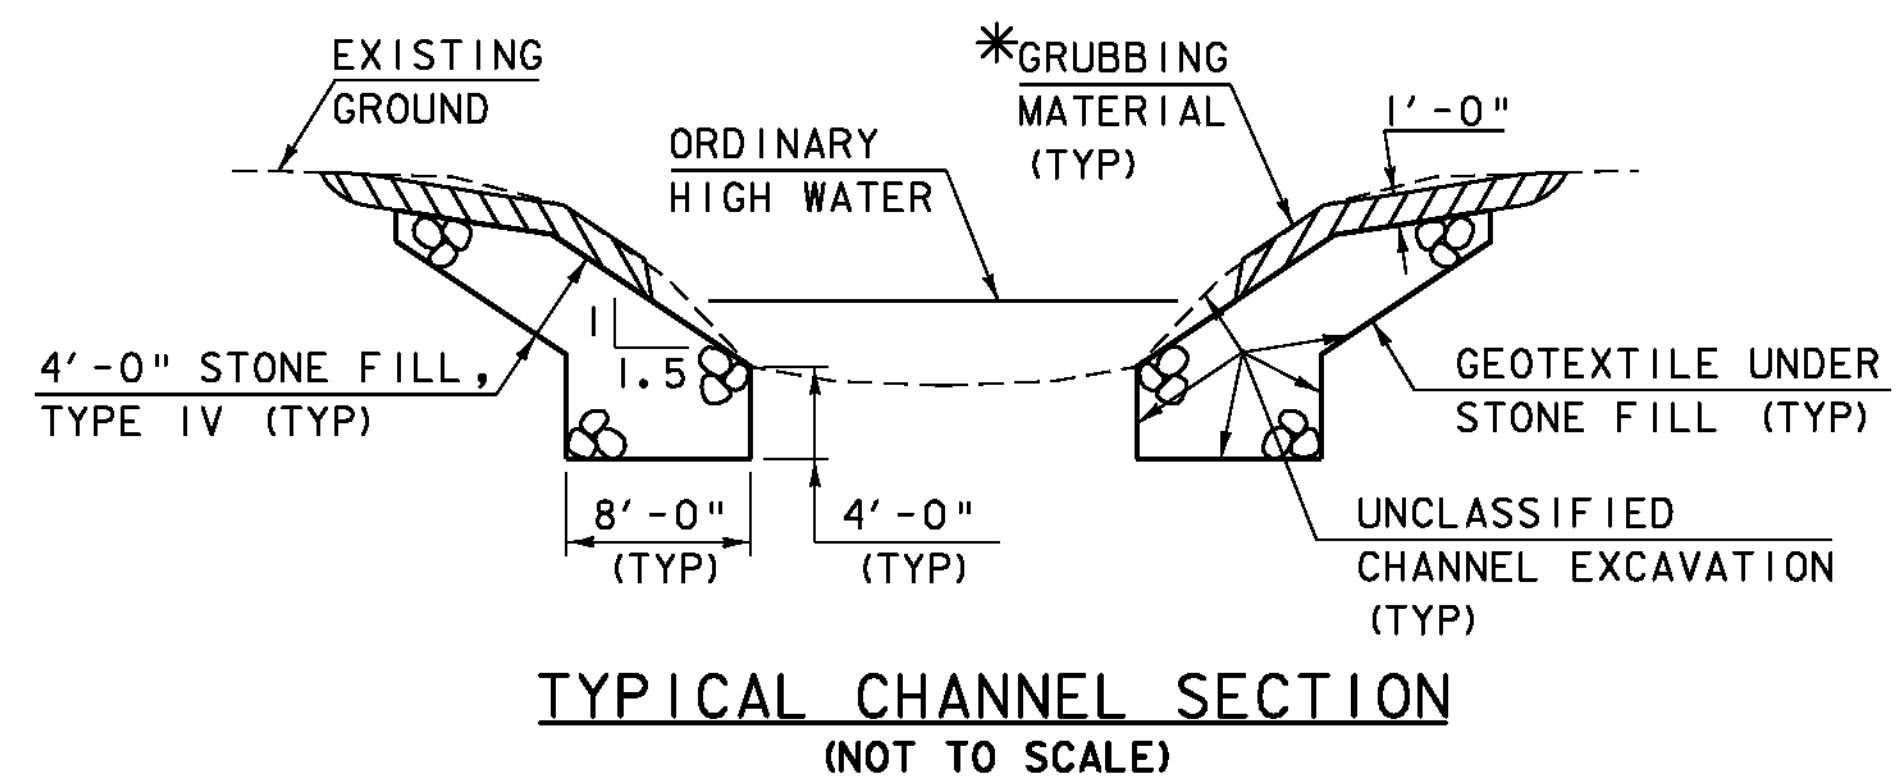 EXISTING
GROUND
*GRUBBING
MATERIAL
(TYP)
1'-0"
ORDINARY
HIGH WATER
1
1.5
4'-0" STONE FILL,
TYPE IV (TYP)
GEOTEXTILE UNDER
STONE FILL (TYP)
8'-0"
(TYP)
4'-0"
(TYP)
UNCLASSIFIED
CHANNEL EXCAVATION
(TYP)
TYPICAL CHANNEL SECTION
(NOT TO SCALE)